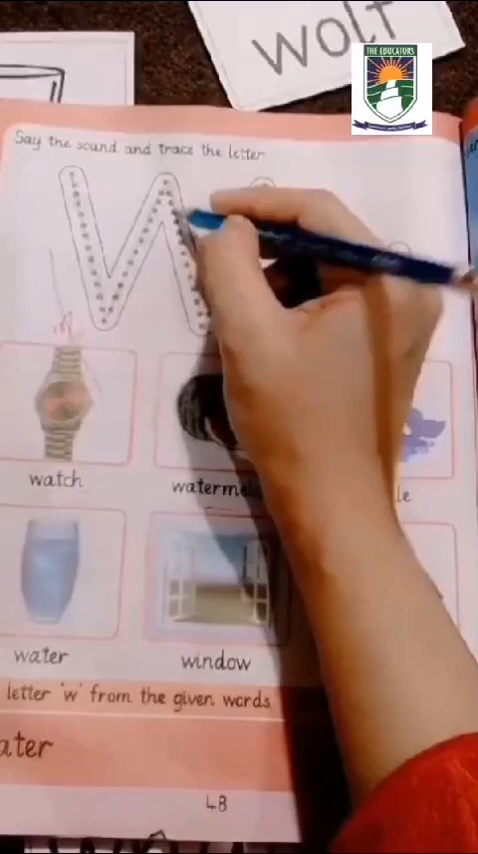 wolf
THE EDUCATORS
Say the sound and trace the letter
W
watch
water
window
letter 'w' from the given words.
48